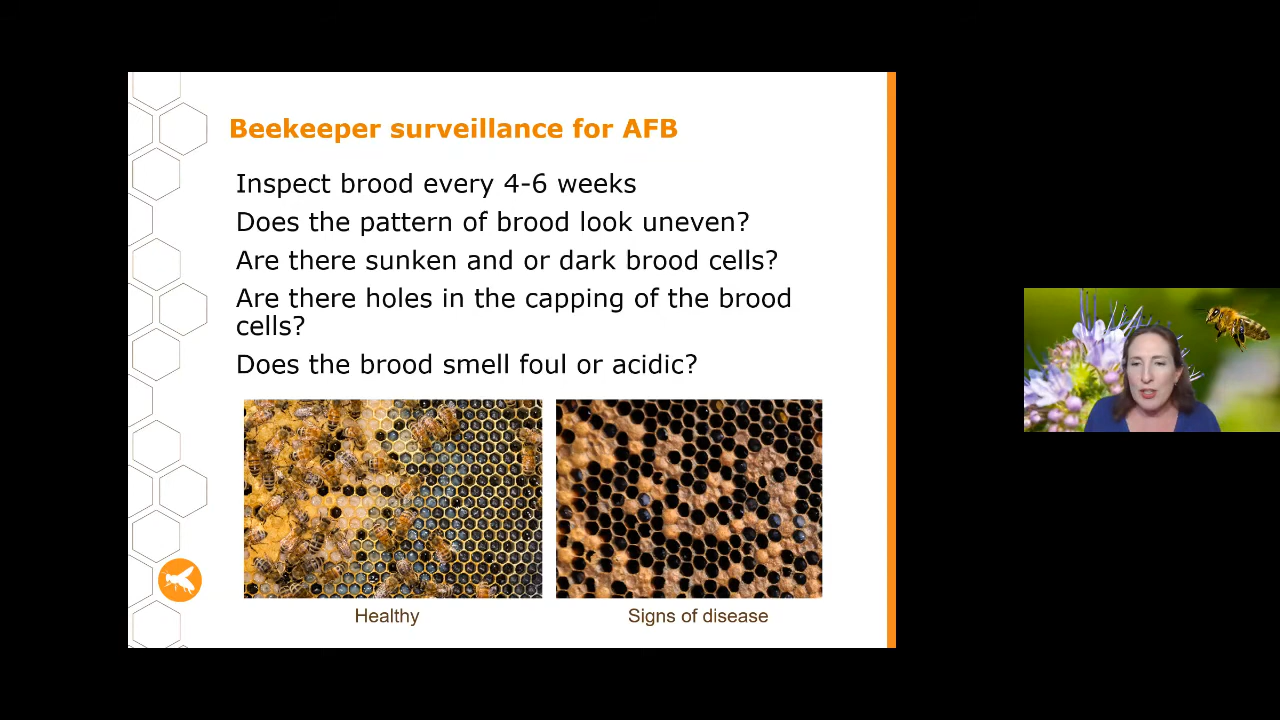 Beekeeper surveillance for AFB
Inspect brood every 4-6 weeks
Does the pattern of brood look uneven?
Are there sunken and or dark brood cells?
Are there holes in the capping of the brood
cells?
Does the brood smell foul or acidic?
Healthy
Signs of disease